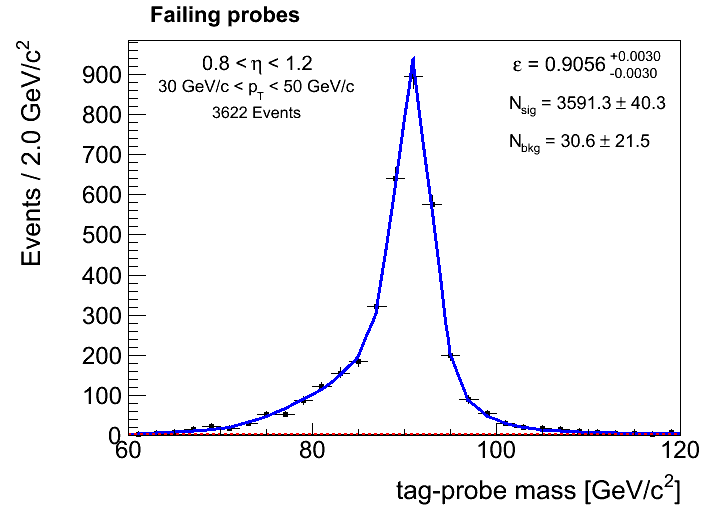 Failing probes
Events / 2.0 GeV/c²
0.8 < η < 1.2
30 GeV/c < p_T < 50 GeV/c
3622 Events
ε = 0.9056 +0.0030 -0.0030
N_sig = 3591.3 ± 40.3
N_bkg = 30.6 ± 21.5
900
800
700
600
500
400
300
200
100
0
60 80 100 120
tag-probe mass [GeV/c²]